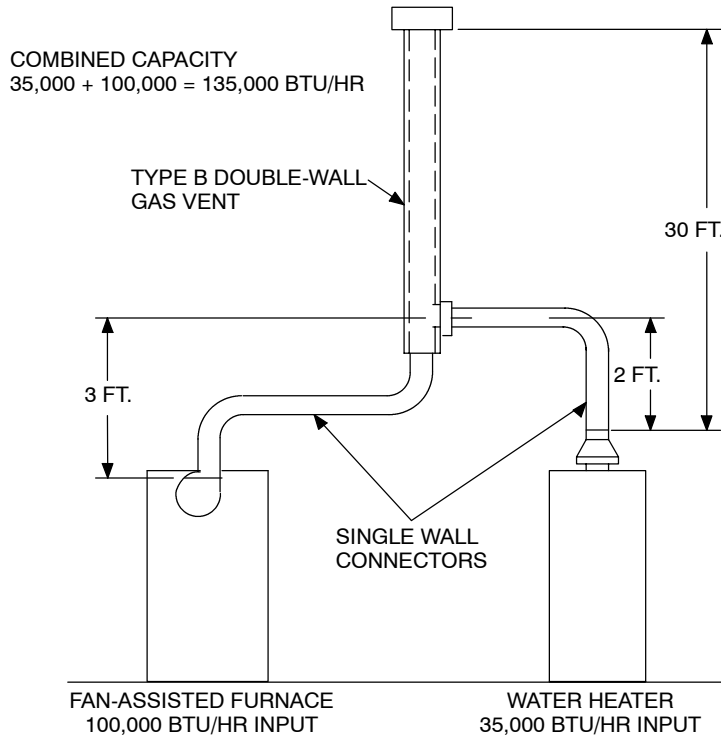 COMBINED CAPACITY
35,000 + 100,000 = 135,000 BTU/HR
TYPE B DOUBLE-WALL
GAS VENT
30 FT.
3 FT.
2 FT.
SINGLE WALL
CONNECTORS
FAN-ASSISTED FURNACE
100,000 BTU/HR INPUT
WATER HEATER
35,000 BTU/HR INPUT